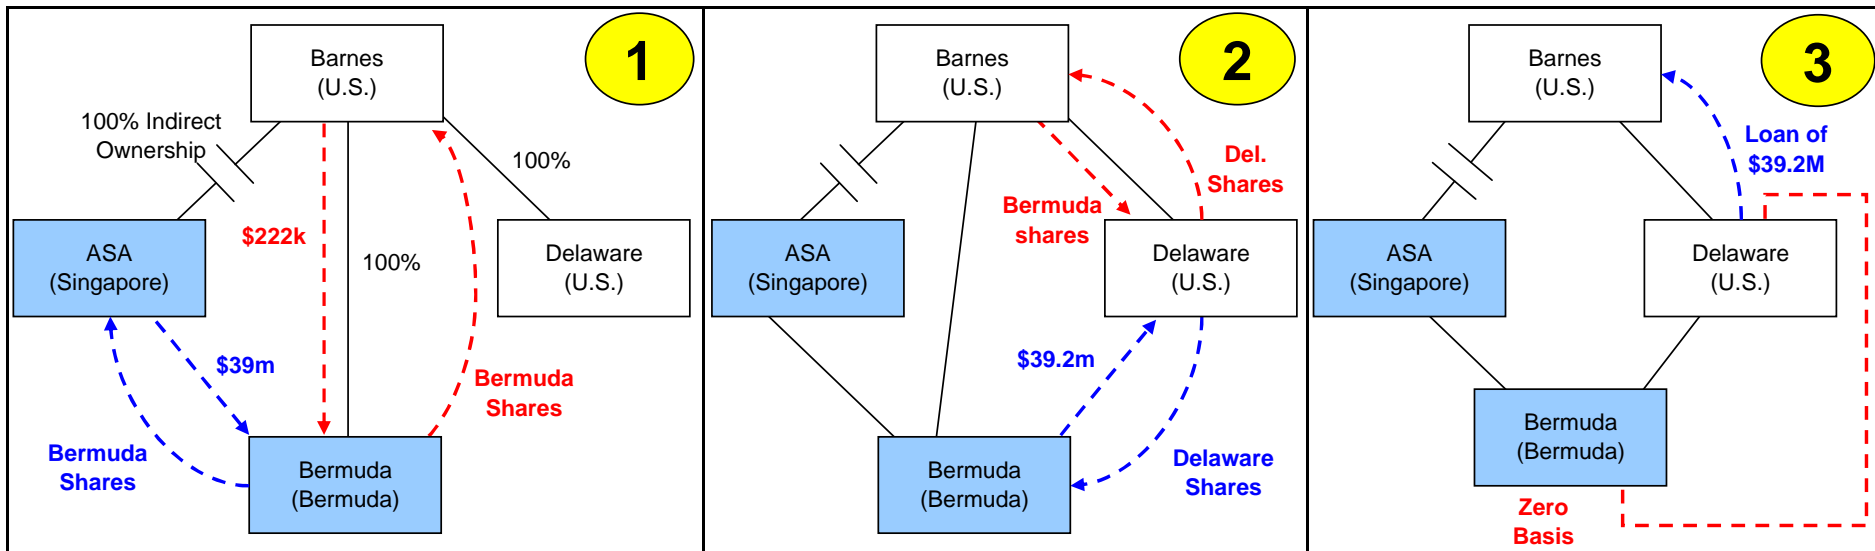 1
Barnes
(U.S.)
100% Indirect
Ownership
100%
$222k
100%
ASA
(Singapore)
Delaware
(U.S.)
$39m
Bermuda
Shares
Bermuda
Shares
Bermuda
(Bermuda)
2
Barnes
(U.S.)
Del.
Shares
Bermuda
shares
ASA
(Singapore)
Delaware
(U.S.)
$39.2m
Delaware
Shares
Bermuda
(Bermuda)
3
Barnes
(U.S.)
Loan of
$39.2M
ASA
(Singapore)
Delaware
(U.S.)
Bermuda
(Bermuda)
Zero
Basis